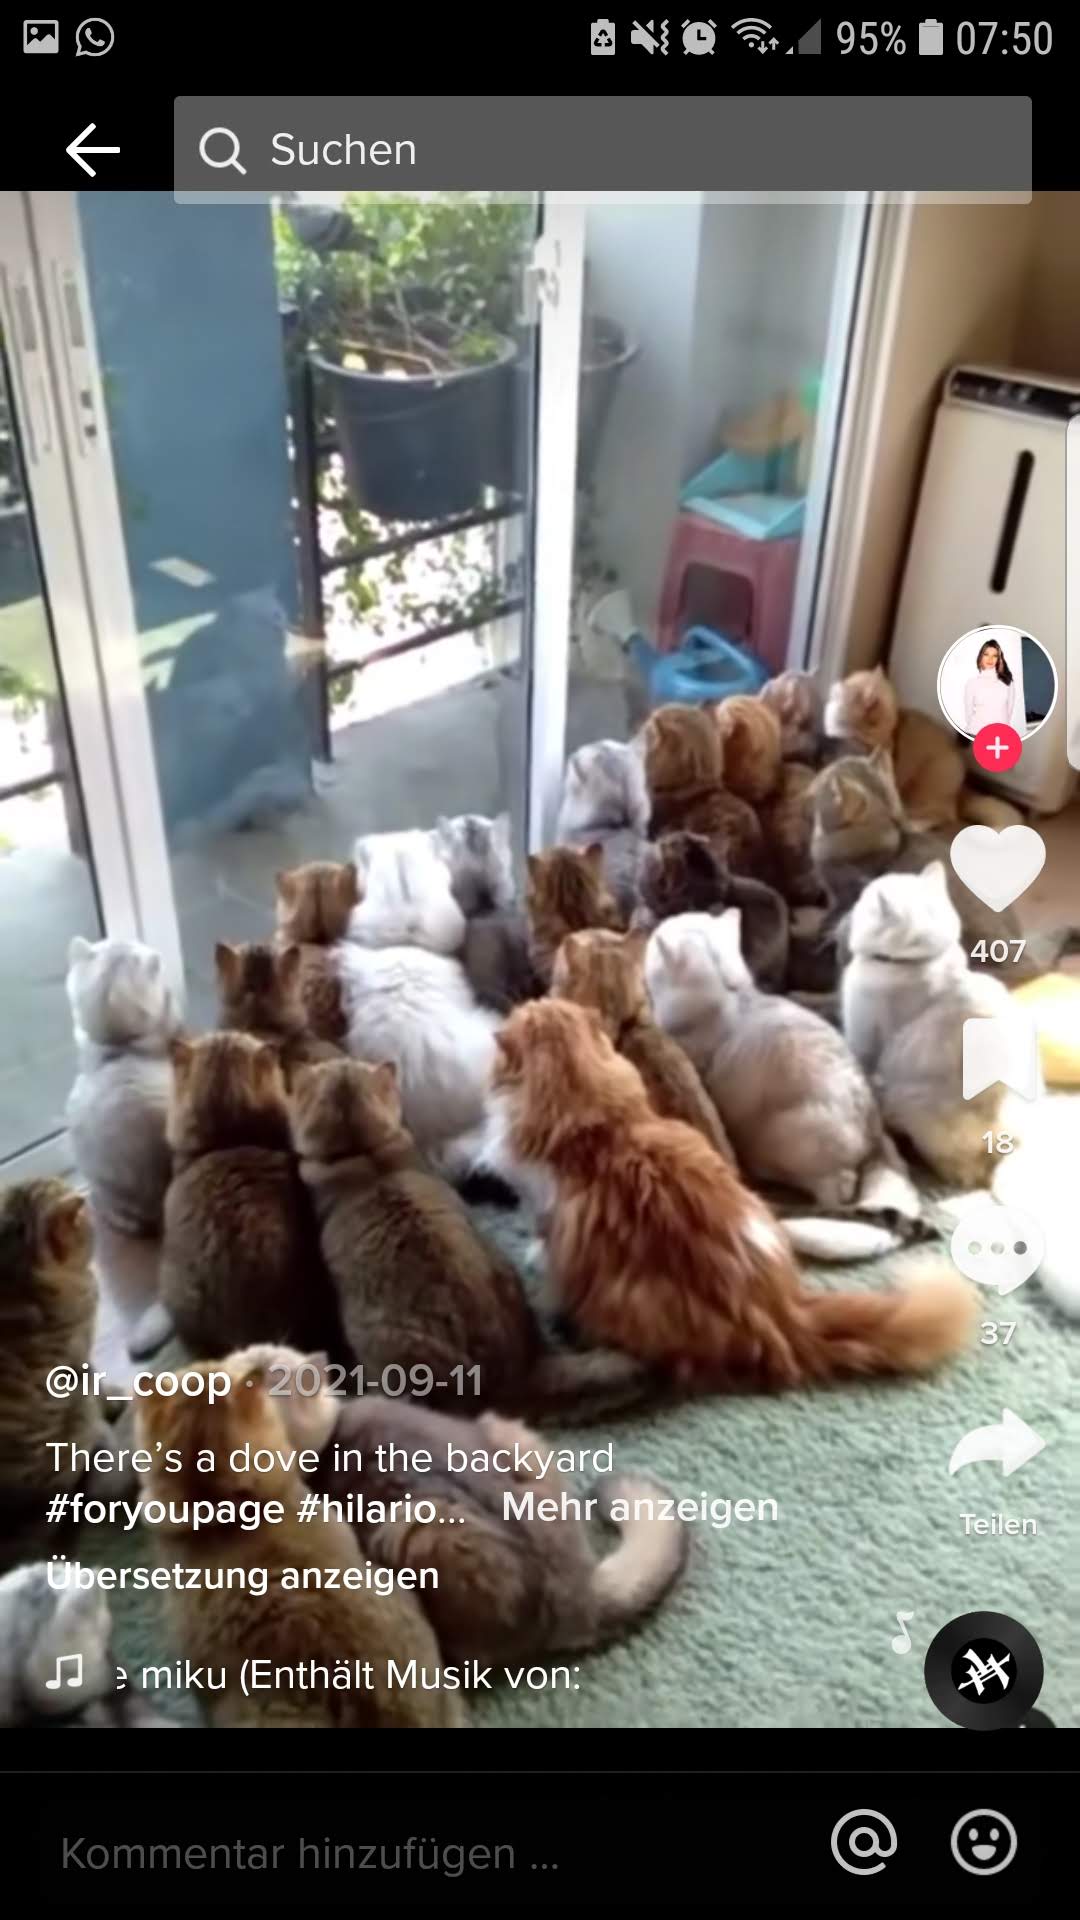 95% 07:50
Suchen
407
18
37
@ir_coop · 2021-09-11
There's a dove in the backyard
#foryoupage #hilario... Mehr anzeigen
Teilen
Übersetzung anzeigen
e miku (Enthält Musik von:
Kommentar hinzufügen ...